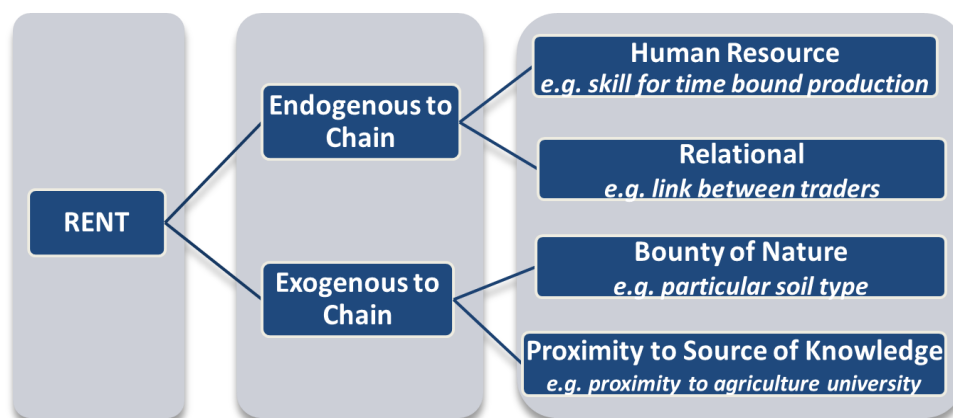 RENT
Endogenous to
Chain
Exogenous to
Chain
Human Resource
e.g. skill for time bound production
Relational
e.g. link between traders
Bounty of Nature
e.g. particular soil type
Proximity to Source of Knowledge
e.g. proximity to agriculture university